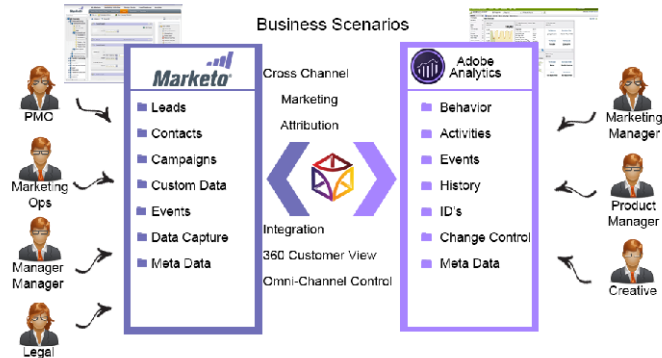 Business Scenarios
Marketo
Leads
Contacts
Campaigns
Custom Data
Events
Data Capture
Meta Data
PMO
Marketing
Ops
Manager
Manager
Legal
Cross Channel
Marketing
Attribution
Integration
360 Customer View
Omni-Channel Control
Adobe
Analytics
Behavior
Activities
Events
History
ID's
Change Control
Meta Data
Marketing
Manager
Product
Manager
Creative